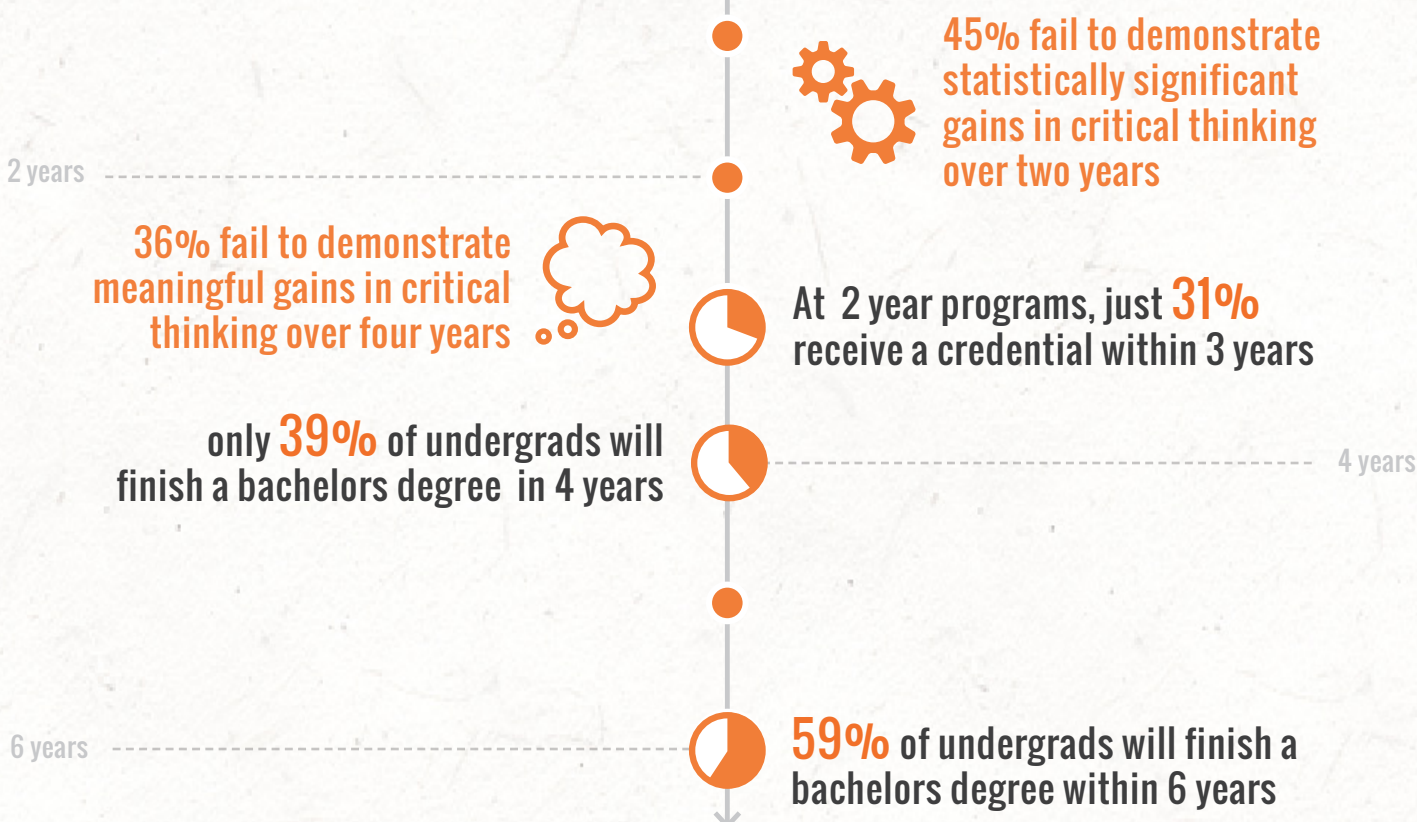 45% fail to demonstrate
statistically significant
gains in critical thinking
over two years
2 years
36% fail to demonstrate
meaningful gains in critical
thinking over four years
At 2 year programs, just 31%
receive a credential within 3 years
only 39% of undergrads will
finish a bachelors degree in 4 years
4 years
6 years
59% of undergrads will finish a
bachelors degree within 6 years